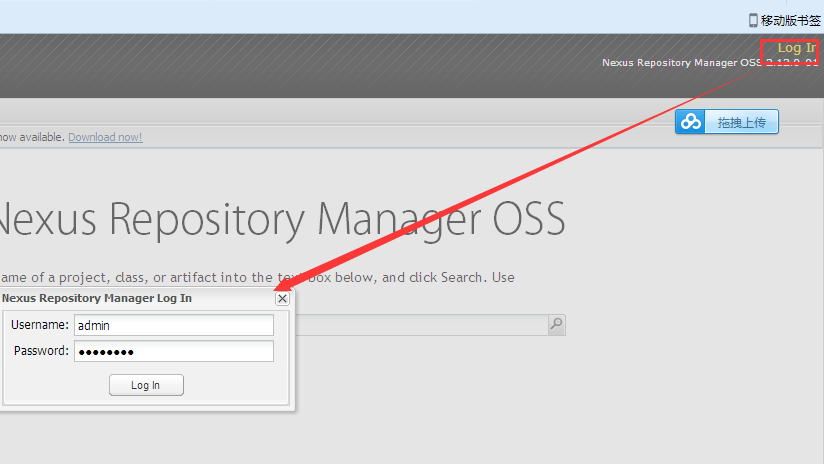 移动版书签
Log In
Nexus Repository Manager OSS 2.12.0-01
now available. Download now!
拖拽上传
Nexus Repository Manager OSS
ame of a project, class, or artifact into the text box below, and click Search. Use
Nexus Repository Manager Log In
Username: admin
Password: ●●●●●●●●
Log In